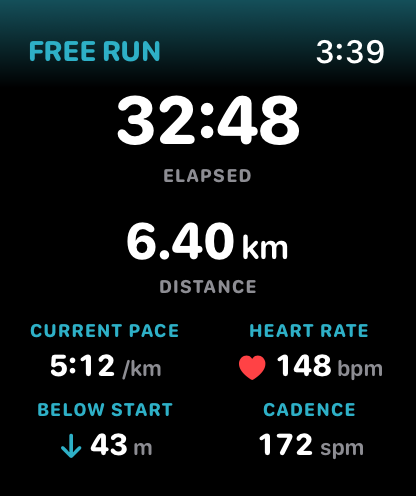 FREE RUN 3:39
32:48
ELAPSED
6.40 km
DISTANCE
CURRENT PACE HEART RATE
5:12 /km 148 bpm
BELOW START CADENCE
43 m 172 spm